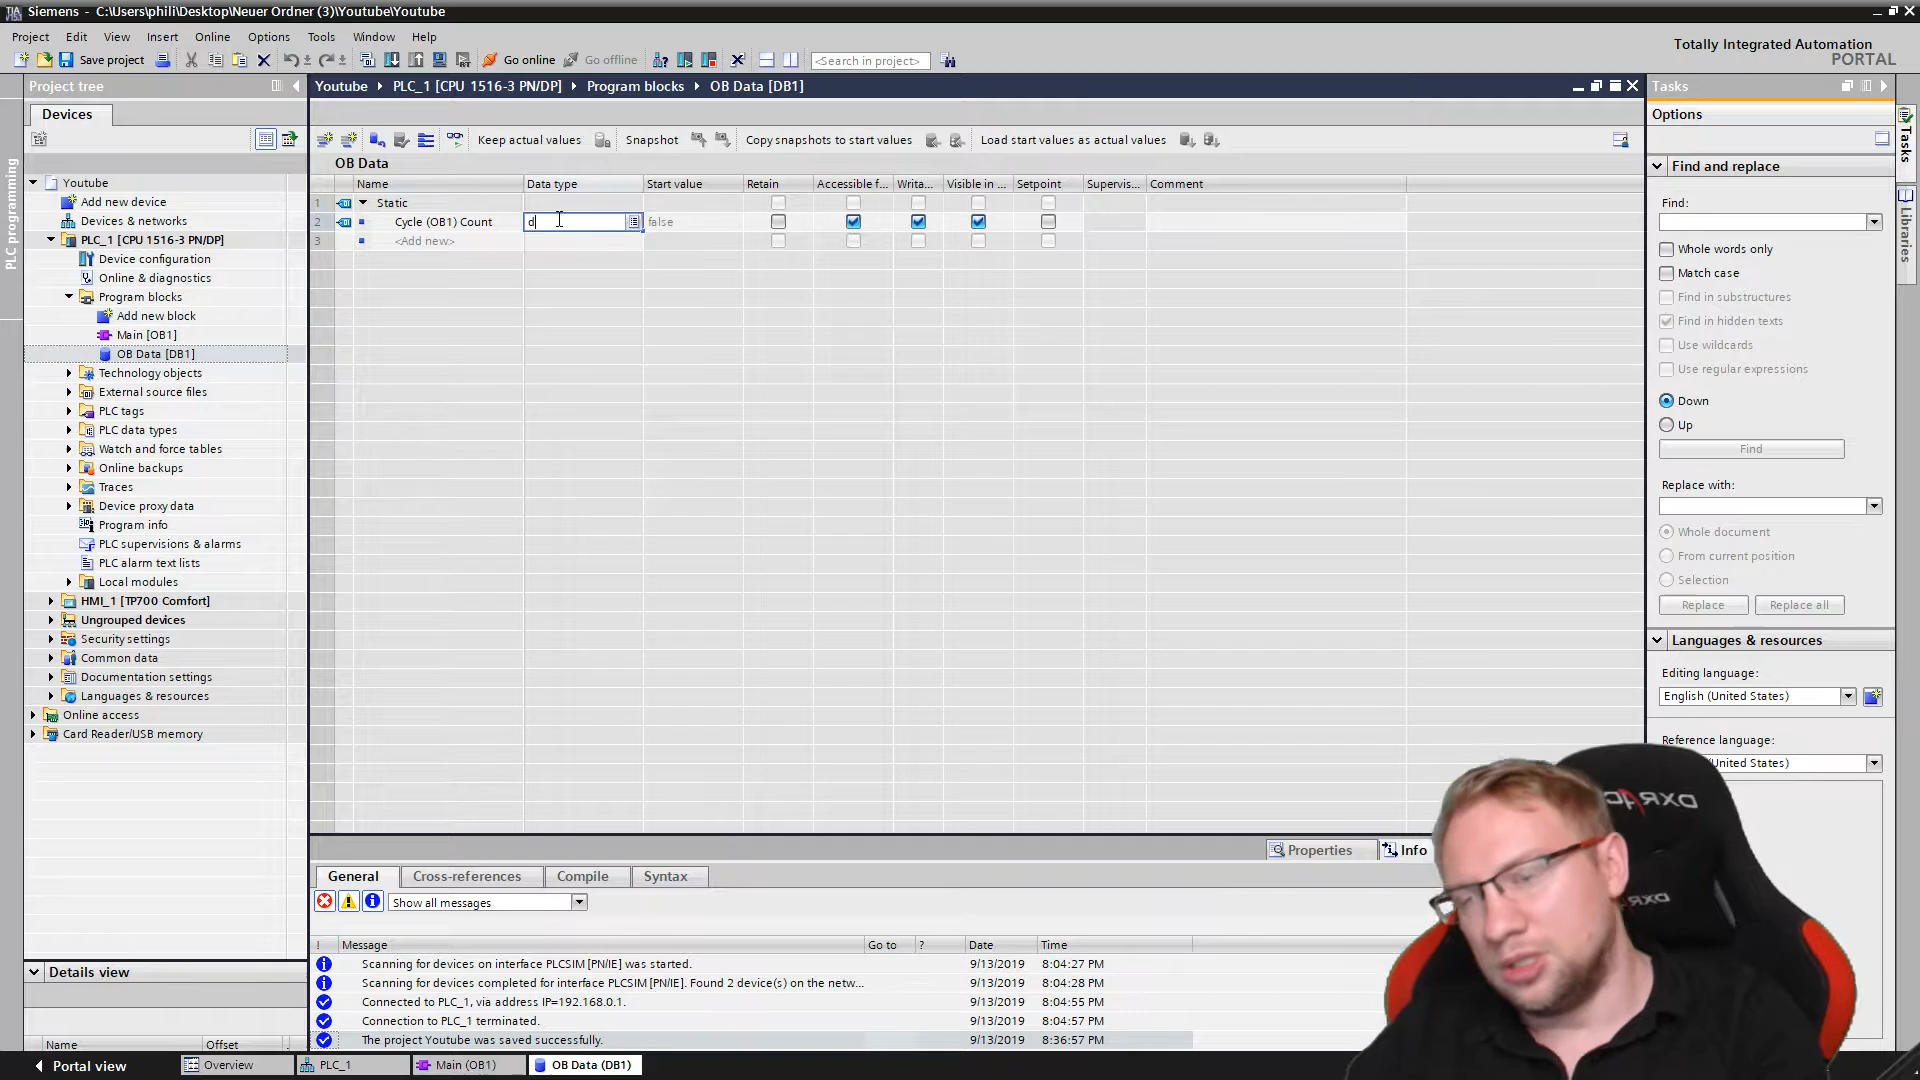 Siemens - C:\Users\phili\Desktop\Neuer Ordner (3)\Youtube\Youtube
Project Edit View Insert Online Options Tools Window Help
Totally Integrated Automation
PORTAL
Save project Go online Go offline <Search in project>
Project tree
Youtube PLC_1 [CPU 1516-3 PN/DP] Program blocks OB Data [DB1]
Tasks
Devices
Options
Keep actual values Snapshot Copy snapshots to start values Load start values as actual values
PLC programming
Tasks
Libraries
OB Data
Name Data type Start value Retain Accessible f... Writa... Visible in ... Setpoint Supervis... Comment
1 Static
2 Cycle (OB1) Count d false
3 <Add new>
Youtube
Add new device
Devices & networks
PLC_1 [CPU 1516-3 PN/DP]
Device configuration
Online & diagnostics
Program blocks
Add new block
Main [OB1]
OB Data [DB1]
Technology objects
External source files
PLC tags
PLC data types
Watch and force tables
Online backups
Traces
Device proxy data
Program info
PLC supervisions & alarms
PLC alarm text lists
Local modules
HMI_1 [TP700 Comfort]
Ungrouped devices
Security settings
Common data
Documentation settings
Languages & resources
Online access
Card Reader/USB memory
Find and replace
Find:
Whole words only
Match case
Find in substructures
Find in hidden texts
Use wildcards
Use regular expressions
Down
Up
Find
Replace with:
Whole document
From current position
Selection
Replace Replace all
Languages & resources
Editing language:
English (United States)
Reference language:
(United States)
Properties Info
General Cross-references Compile Syntax
Show all messages
! Message Go to ? Date Time
Scanning for devices on interface PLCSIM [PN/IE] was started. 9/13/2019 8:04:27 PM
Scanning for devices completed for interface PLCSIM [PN/IE]. Found 2 device(s) on the netw... 9/13/2019 8:04:28 PM
Connected to PLC_1, via address IP=192.168.0.1. 9/13/2019 8:04:55 PM
Connection to PLC_1 terminated. 9/13/2019 8:04:57 PM
The project Youtube was saved successfully. 9/13/2019 8:36:57 PM
Details view
Name Offset
Portal view Overview PLC_1 Main (OB1) OB Data (DB1)